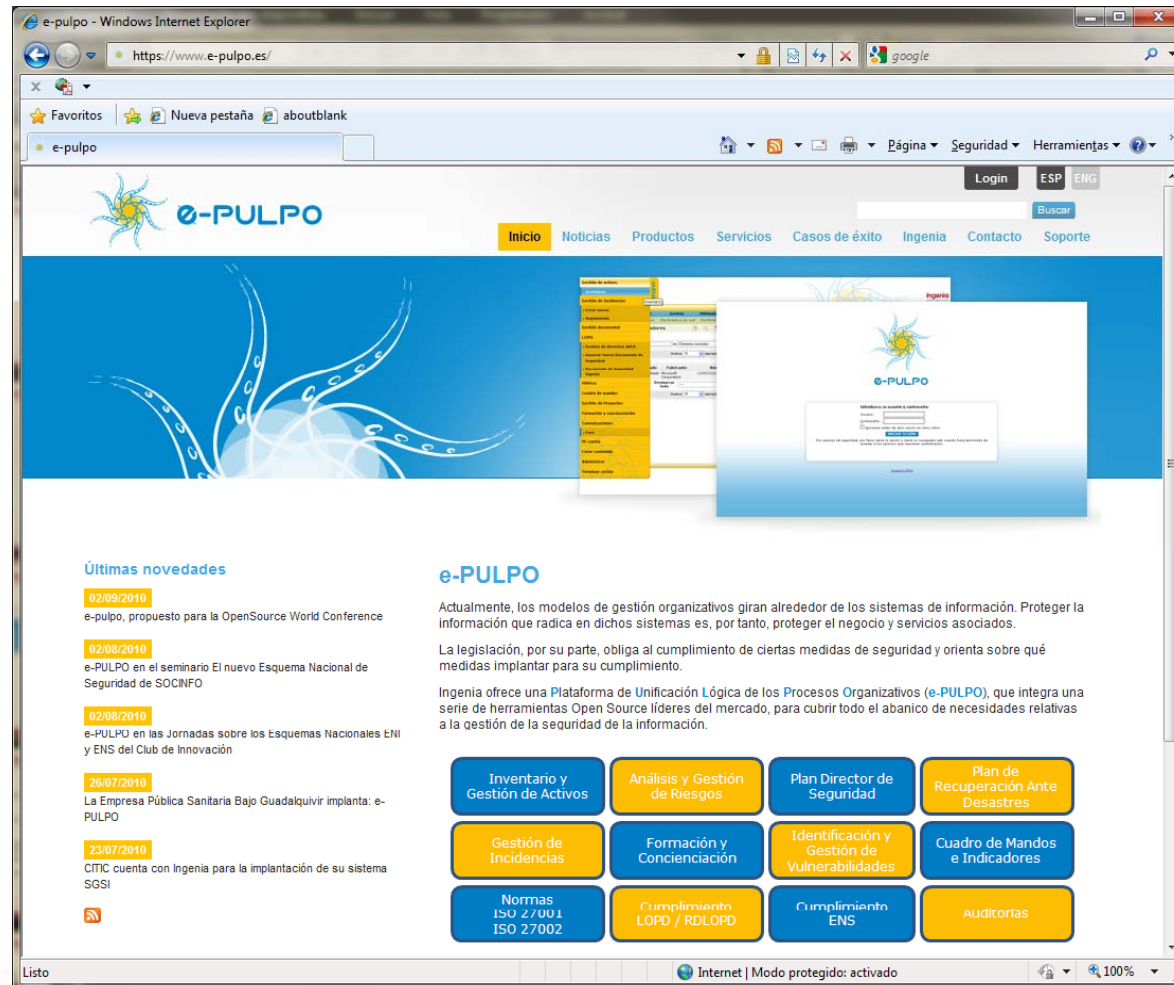 e-pulpo - Windows Internet Explorer
https://www.e-pulpo.es/
google
Favoritos
Nueva pestaña
aboutblank
e-pulpo
Página
Seguridad
Herramientas
Login
ESP
ENG
e-PULPO
Buscar
Inicio
Noticias
Productos
Servicios
Casos de éxito
Ingenia
Contacto
Soporte
Ingenia
e-PULPO
Últimas novedades
02/09/2010
e-pulpo, propuesto para la OpenSource World Conference
02/08/2010
e-PULPO en el seminario El nuevo Esquema Nacional de
Seguridad de SOCINFO
02/08/2010
e-PULPO en las Jornadas sobre los Esquemas Nacionales ENI
y ENS del Club de Innovación
26/07/2010
La Empresa Pública Sanitaria Bajo Guadalquivir implanta: e-
PULPO
23/07/2010
CITIC cuenta con Ingenia para la implantación de su sistema
SGSI
e-PULPO
Actualmente, los modelos de gestión organizativos giran alrededor de los sistemas de información. Proteger la
información que radica en dichos sistemas es, por tanto, proteger el negocio y servicios asociados.
La legislación, por su parte, obliga al cumplimiento de ciertas medidas de seguridad y orienta sobre qué
medidas implantar para su cumplimiento.
Ingenia ofrece una Plataforma de Unificación Lógica de los Procesos Organizativos (e-PULPO), que integra una
serie de herramientas Open Source líderes del mercado, para cubrir todo el abanico de necesidades relativas
a la gestión de la seguridad de la información.
Inventario y
Gestión de Activos
Análisis y Gestión
de Riesgos
Plan Director de
Seguridad
Plan de
Recuperación Ante
Desastres
Gestión de
Incidencias
Formación y
Concienciación
Identificación y
Gestión de
Vulnerabilidades
Cuadro de Mandos
e Indicadores
Normas
ISO 27001
ISO 27002
Cumplimiento
LOPD / RDLOPD
Cumplimiento
ENS
Auditorías
Listo
Internet | Modo protegido: activado
100%